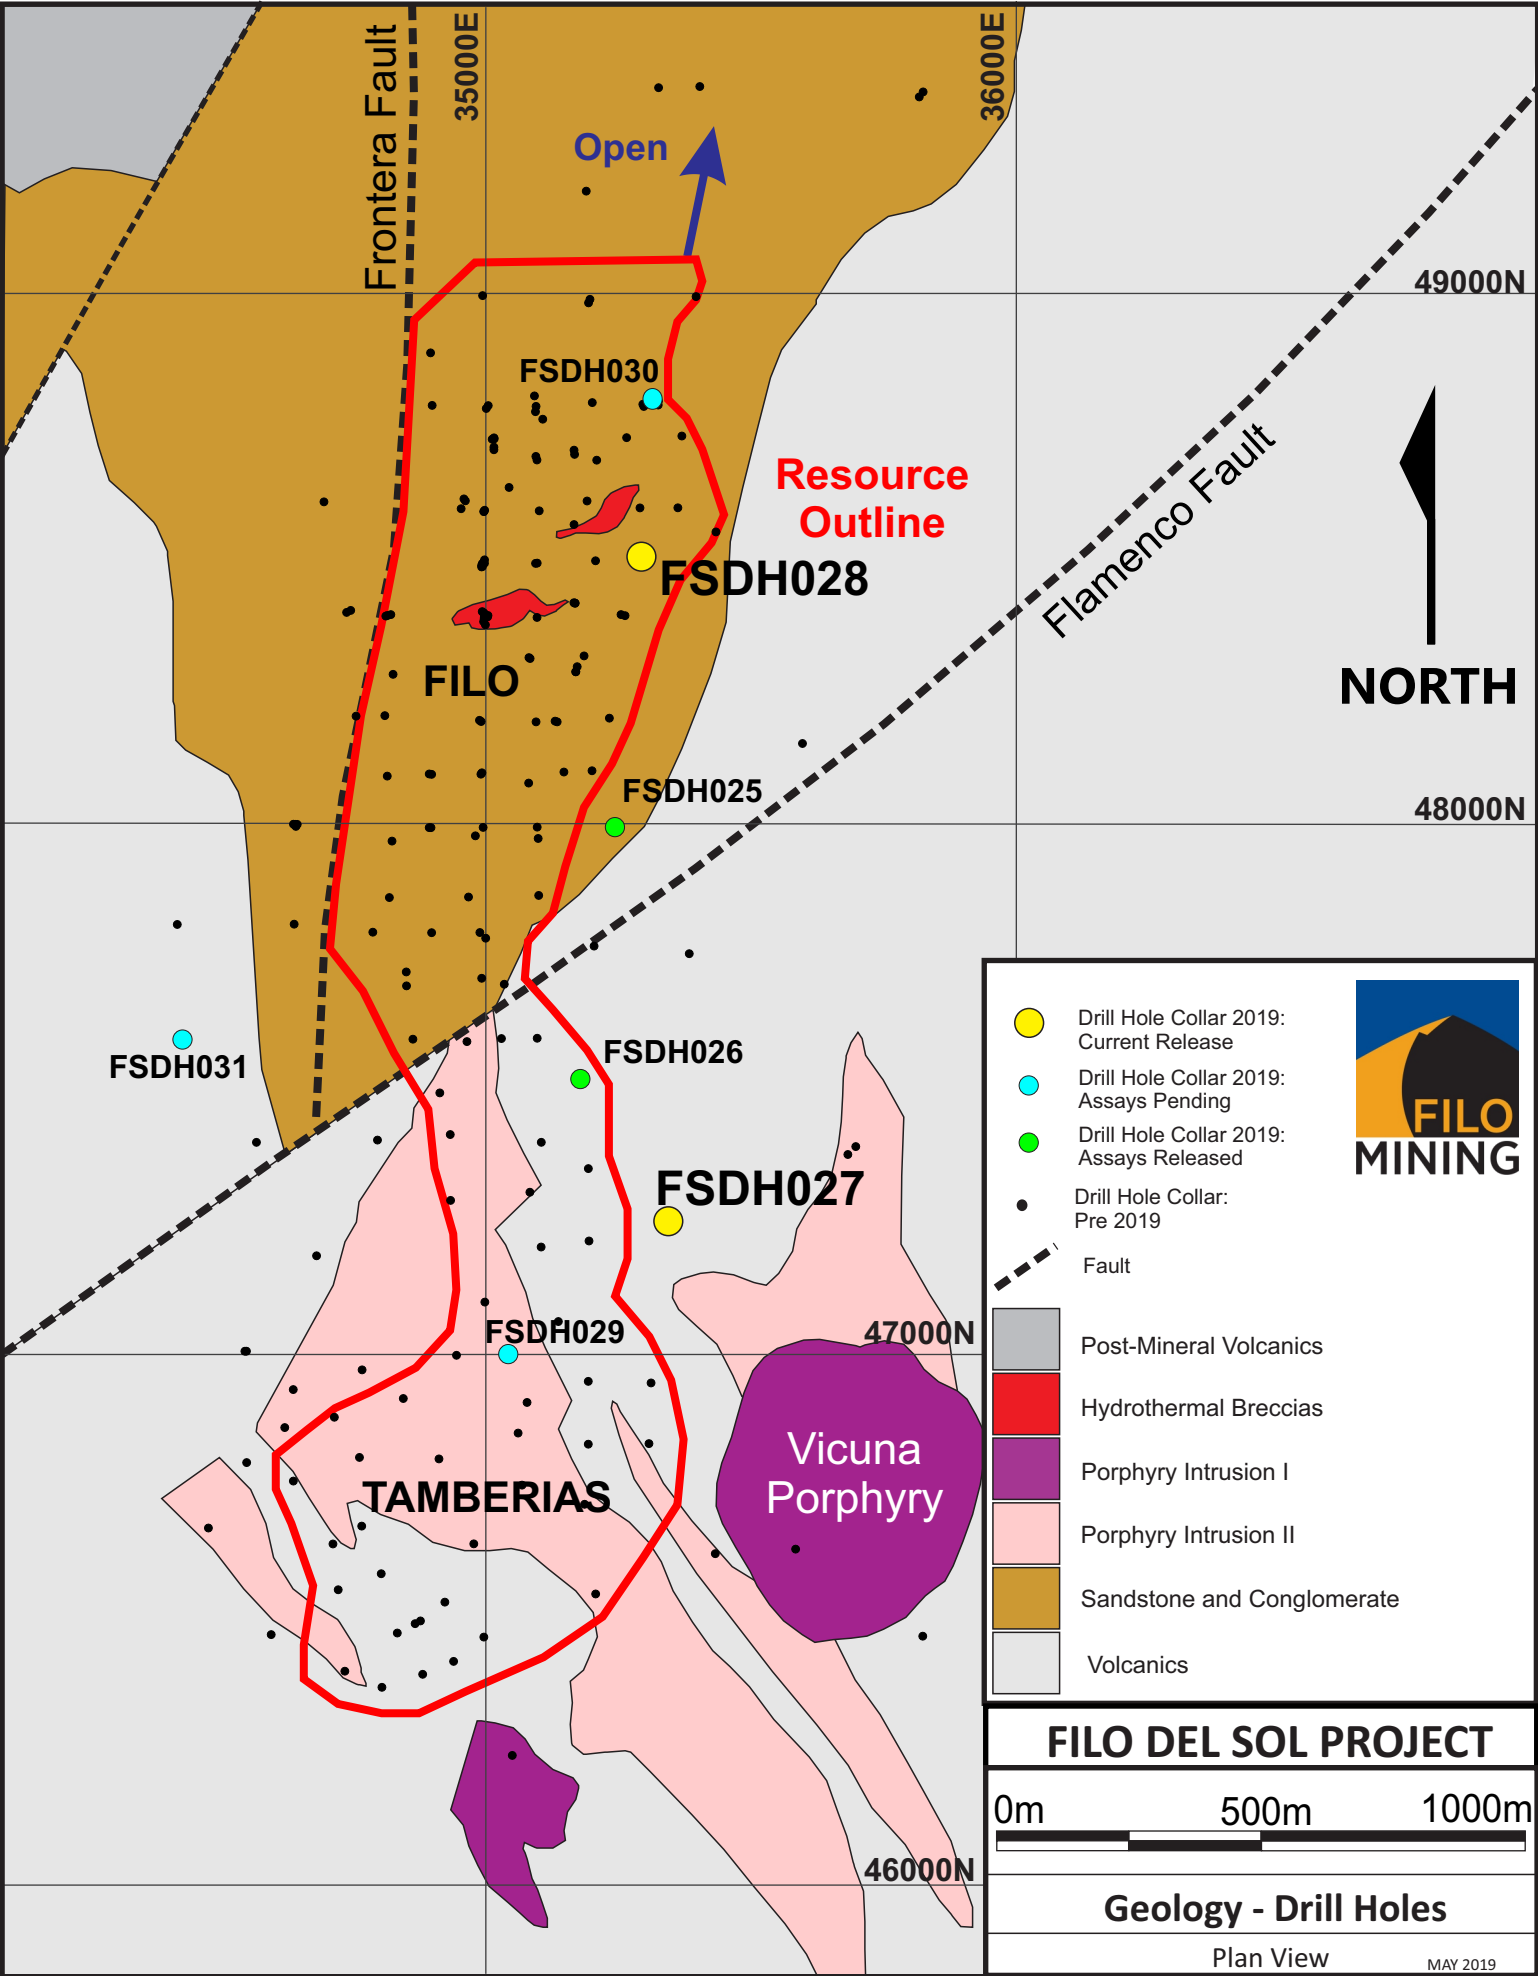 Frontera Fault
35000E
36000E
Open
49000N
FSDH030
Resource
Outline
FSDH028
Flamenco Fault
FILO
NORTH
FSDH025
48000N
FSDH031
FSDH026
FSDH027
FSDH029
47000N
TAMBERIAS
Vicuna
Porphyry
46000N
Drill Hole Collar 2019:
Current Release
Drill Hole Collar 2019:
Assays Pending
Drill Hole Collar 2019:
Assays Released
Drill Hole Collar:
Pre 2019
Fault
FILO
MINING
Post-Mineral Volcanics
Hydrothermal Breccias
Porphyry Intrusion I
Porphyry Intrusion II
Sandstone and Conglomerate
Volcanics
FILO DEL SOL PROJECT
0m 500m 1000m
Geology - Drill Holes
Plan View
MAY 2019